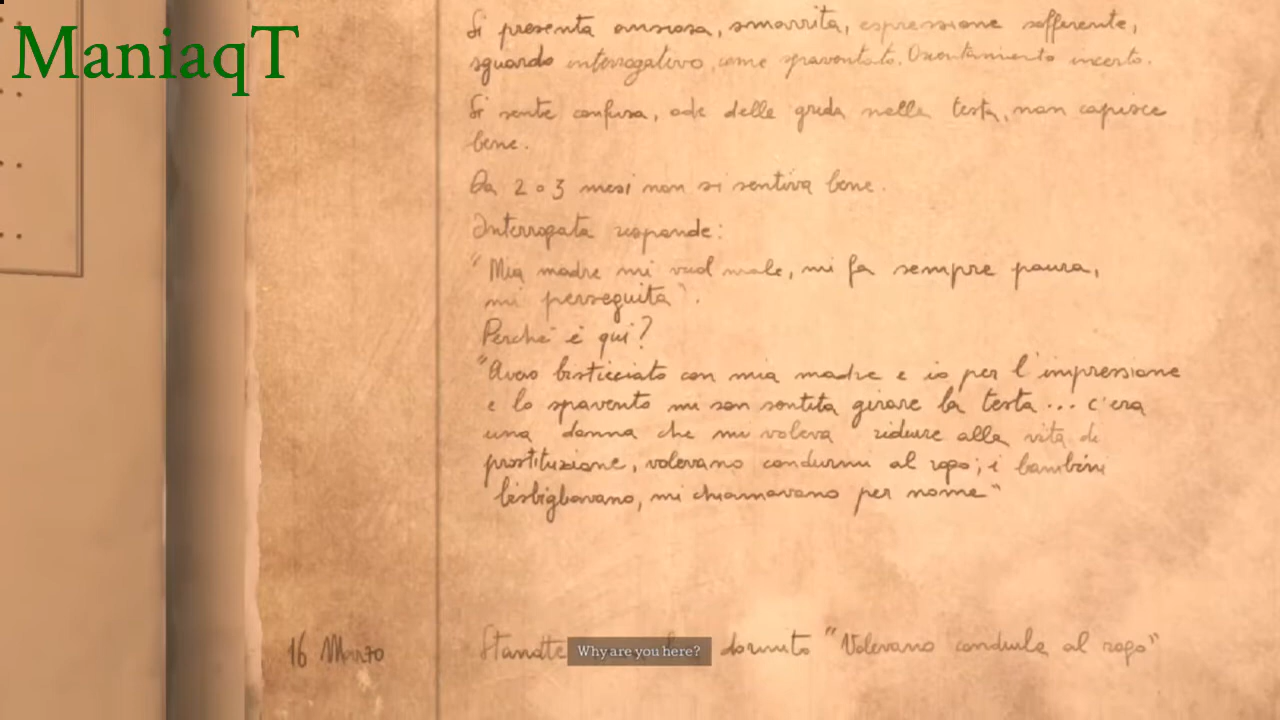 ManiaqT
Si presenta ansiosa, smarrita, espressione sofferente,
sguardo interrogativo, come spaventato. Orientamento incerto.
Si sente confusa, ode delle grida nella testa, non capisce
bene.
Da 2 o 3 mesi non si sentiva bene.
Interrogata risponde:
"Mia madre mi vuol male, mi fa sempre paura,
mi perseguita".
Perchè è qui?
"Avevo bisticciato con mia madre e io per l'impressione
e lo spavento mi son sentita girare la testa... c'era
una donna che mi voleva ridurre alla vita di
prostituzione, volevano condurmi al rogo; i bambini
bisbigliavano, mi chiamavano per nome"
16 Marzo
Stanotte dormito "Volevano condurla al rogo"
Why are you here?